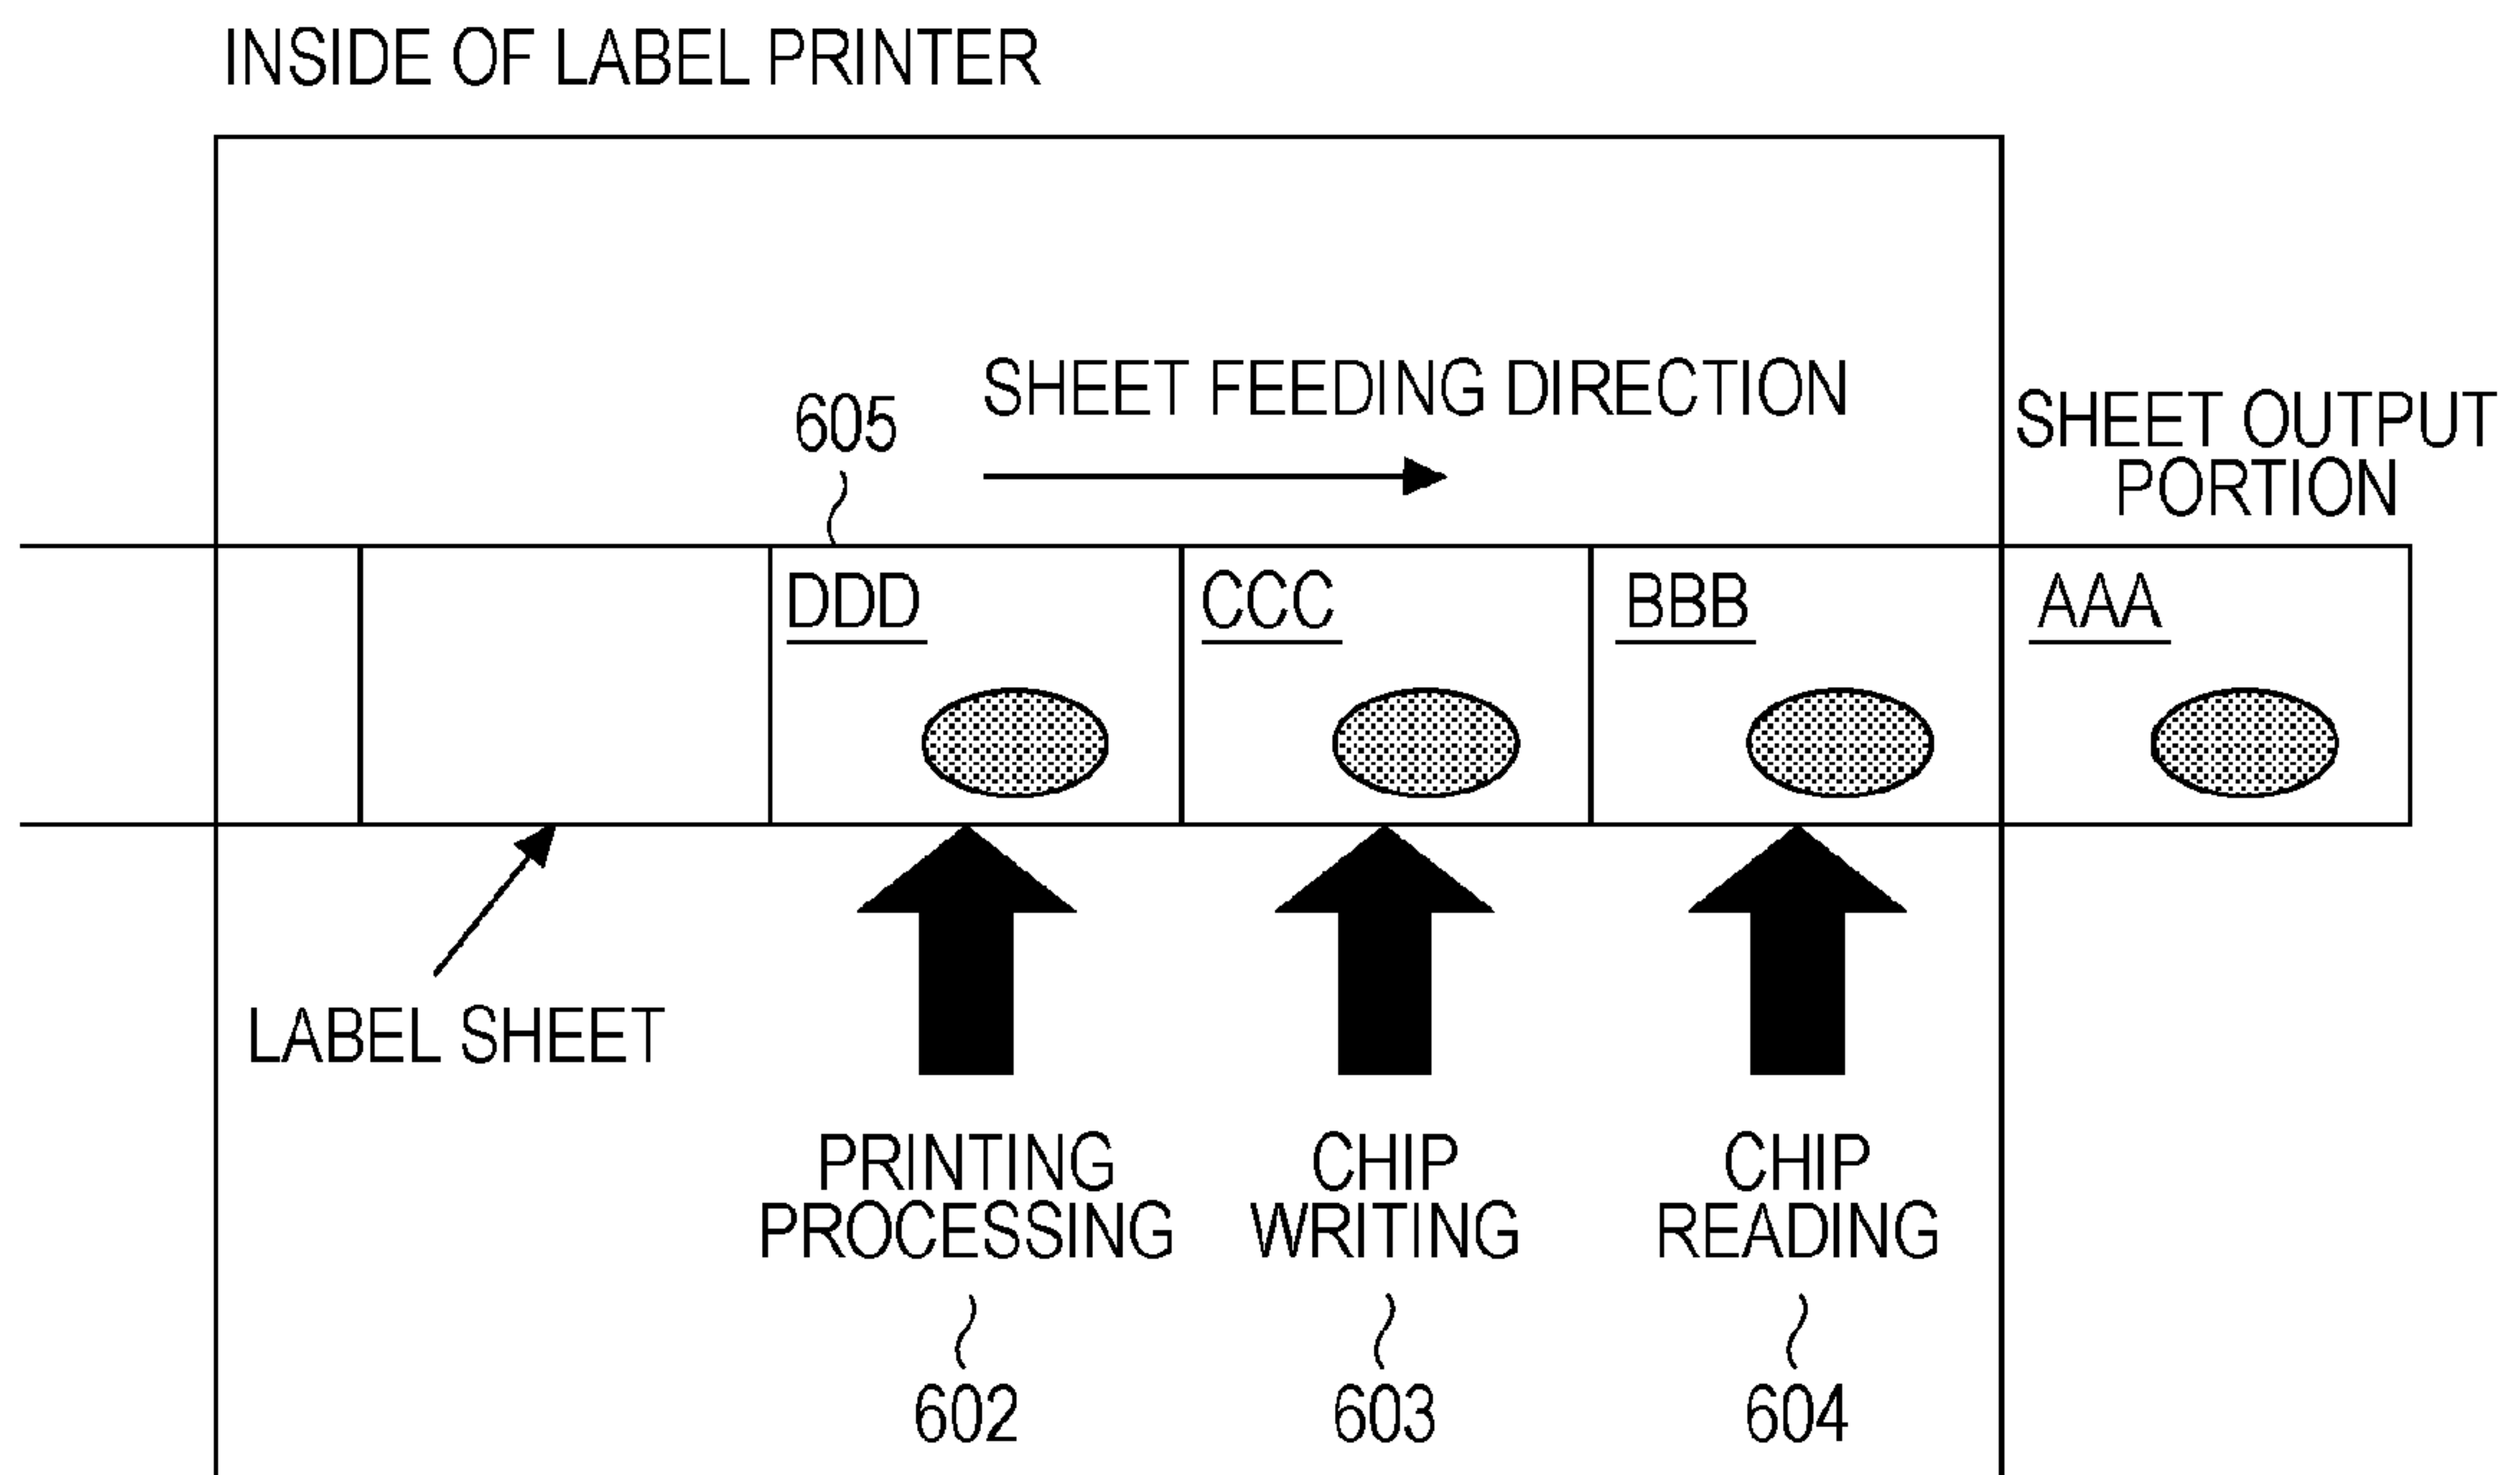 INSIDE OF LABEL PRINTER
SHEET FEEDING DIRECTION
605
SHEET OUTPUT
PORTION
DDD
CCC
BBB
AAA
LABEL SHEET
PRINTING
PROCESSING
602
CHIP
WRITING
603
CHIP
READING
604